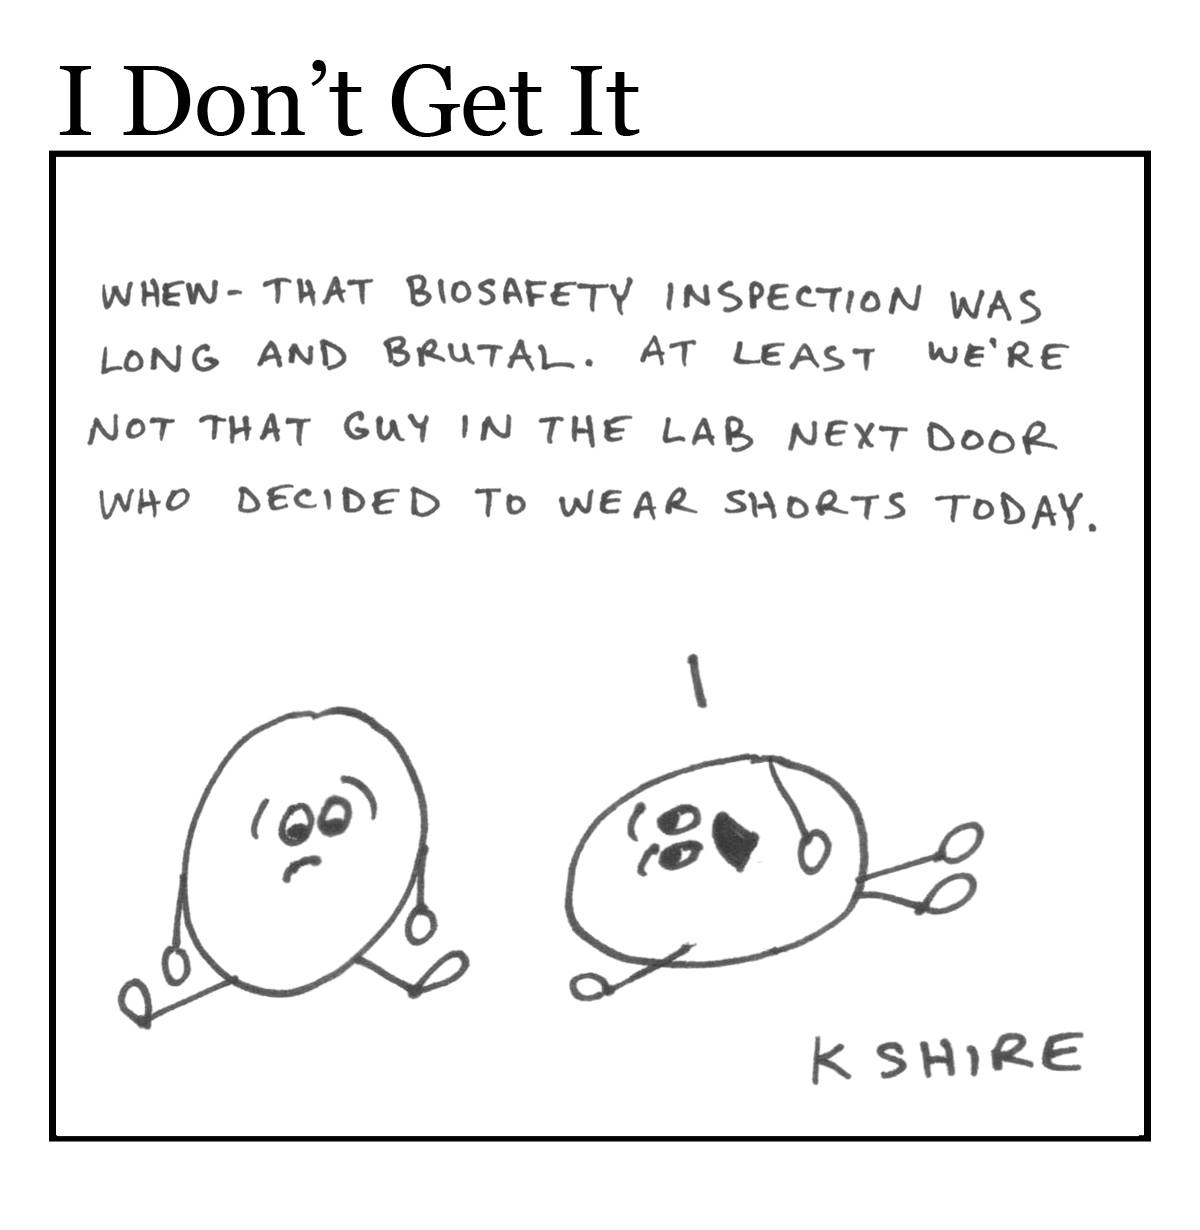 I Don’t Get It
WHEW- THAT BIOSAFETY INSPECTION WAS
LONG AND BRUTAL. AT LEAST WE'RE
NOT THAT GUY IN THE LAB NEXT DOOR
WHO DECIDED TO WEAR SHORTS TODAY.
K SHIRE